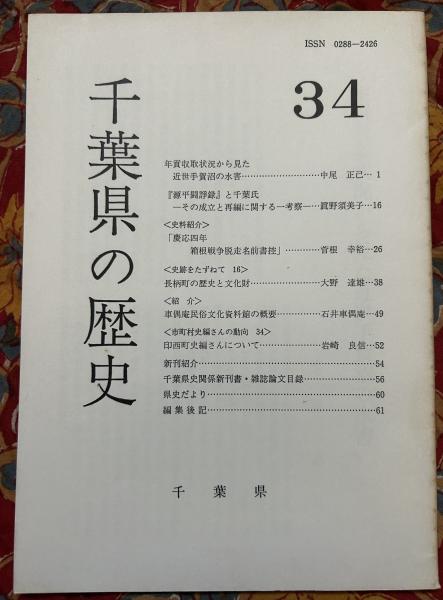 ISSN 0288-2426
34
千葉県の歴史
年貢収取状況から見た
近世手賀沼の水害…………………………中尾 正己… 1
『源平闘諍録』と千葉氏
―その成立と再編に関する一考察―…眞野須美子…16
<史料紹介>
「慶応四年
箱根戦争脱走名前書控」…………菅根 幸裕…26
<史跡をたずねて 16>
長柄町の歴史と文化財……………………大野 達雄…38
<紹 介>
車偶庵民俗文化資料館の概要……………石井車偶庵…49
<市町村史編さんの動向 34>
印西町史編さんについて…………………岩崎 良信…52
新刊紹介……………………………………………………54
千葉県史関係新刊書・雑誌論文目録……………………56
県史だより…………………………………………………60
編集後記……………………………………………………61
千葉県